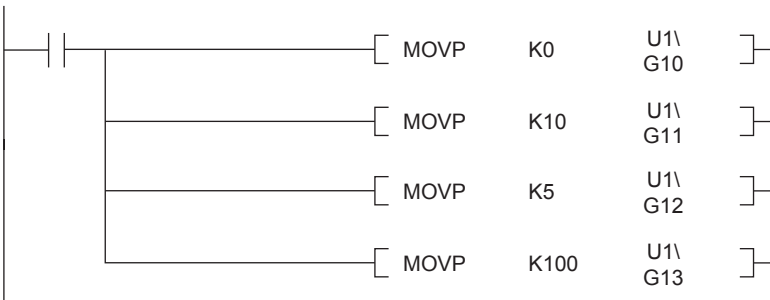 MOVP K0 U1\
G10
MOVP K10 U1\
G11
MOVP K5 U1\
G12
MOVP K100 U1\
G13